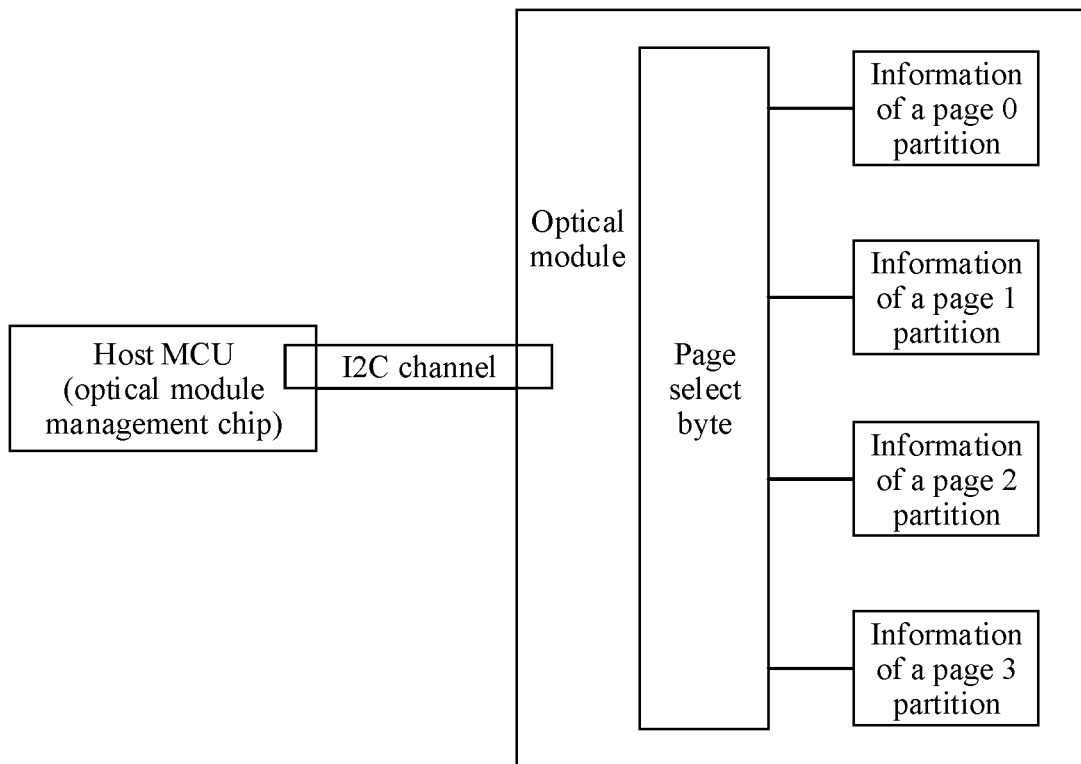 Host MCU
(optical module
management chip)
I2C channel
Optical
module
Page
select
byte
Information
of a page 0
partition
Information
of a page 1
partition
Information
of a page 2
partition
Information
of a page 3
partition